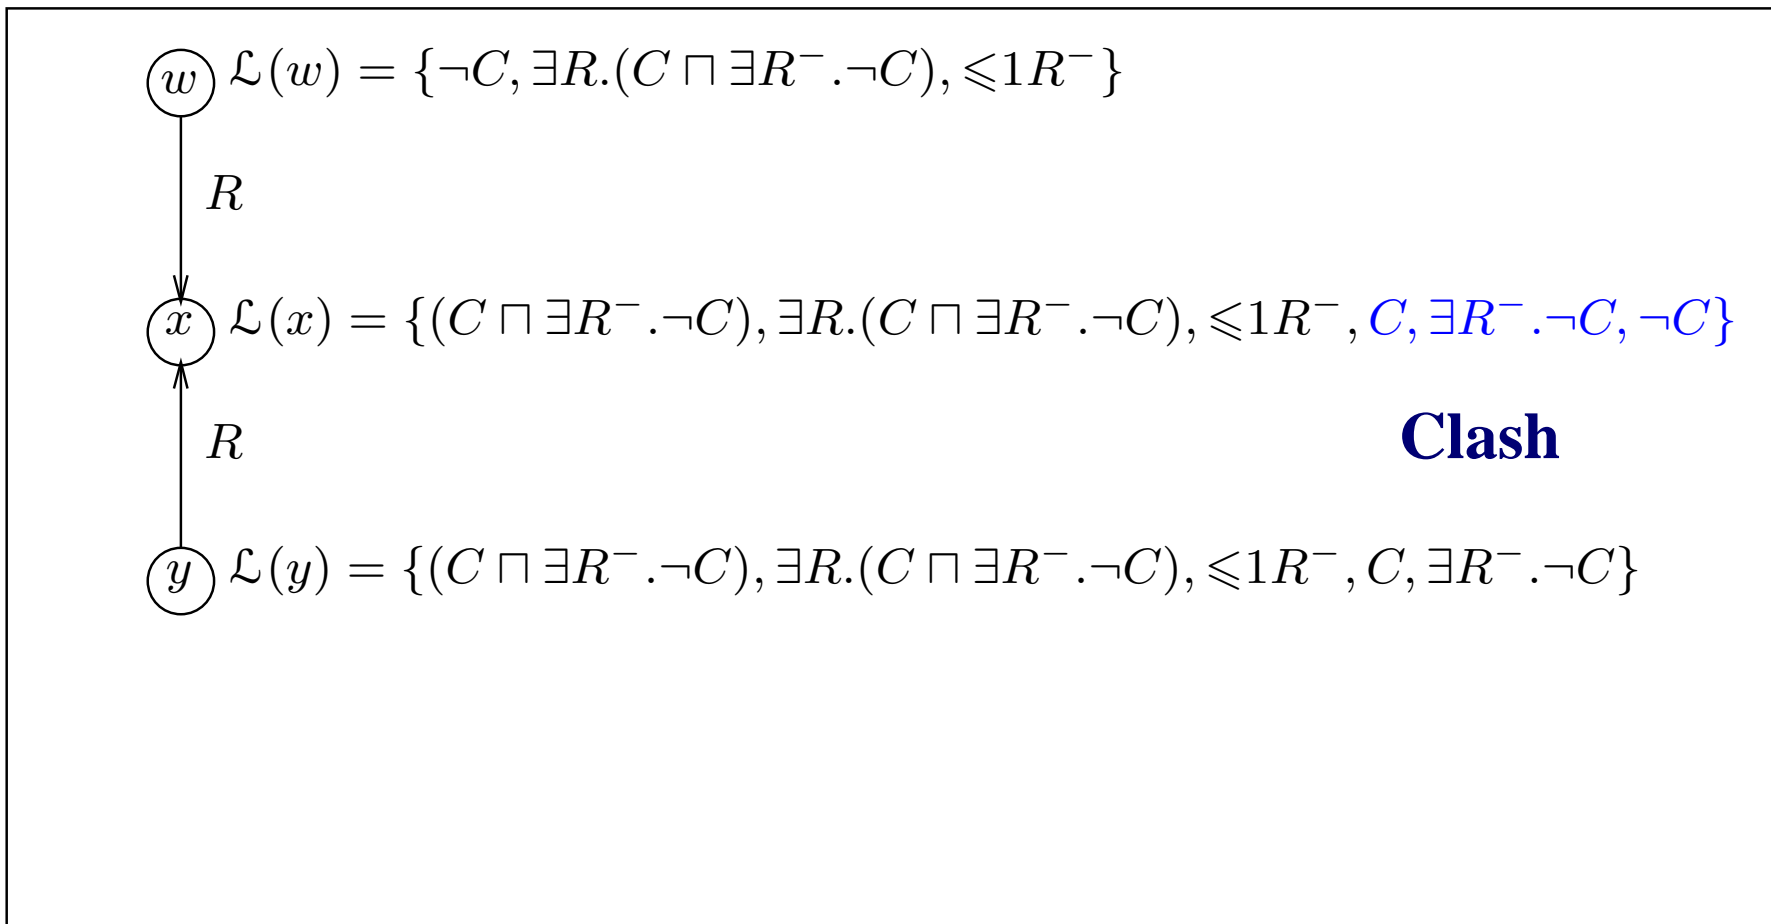 w ℒ(w) = {¬C, ∃R.(C ⊓ ∃R⁻.¬C), ⩽1R⁻}
R
x ℒ(x) = {(C ⊓ ∃R⁻.¬C), ∃R.(C ⊓ ∃R⁻.¬C), ⩽1R⁻, C, ∃R⁻.¬C, ¬C}
Clash
R
y ℒ(y) = {(C ⊓ ∃R⁻.¬C), ∃R.(C ⊓ ∃R⁻.¬C), ⩽1R⁻, C, ∃R⁻.¬C}